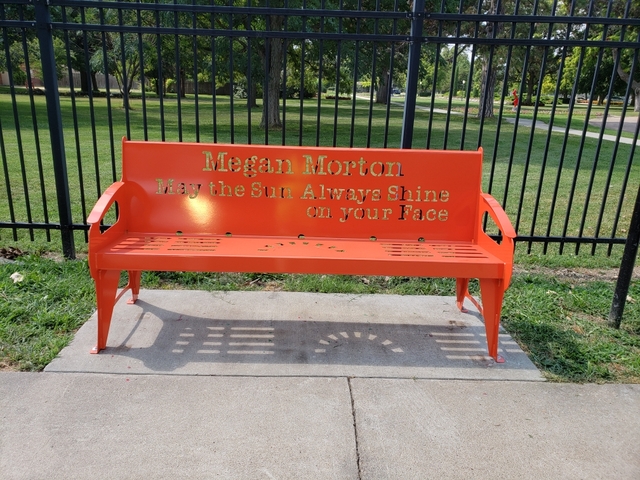 Megan Morton
May the Sun Always Shine
on your Face